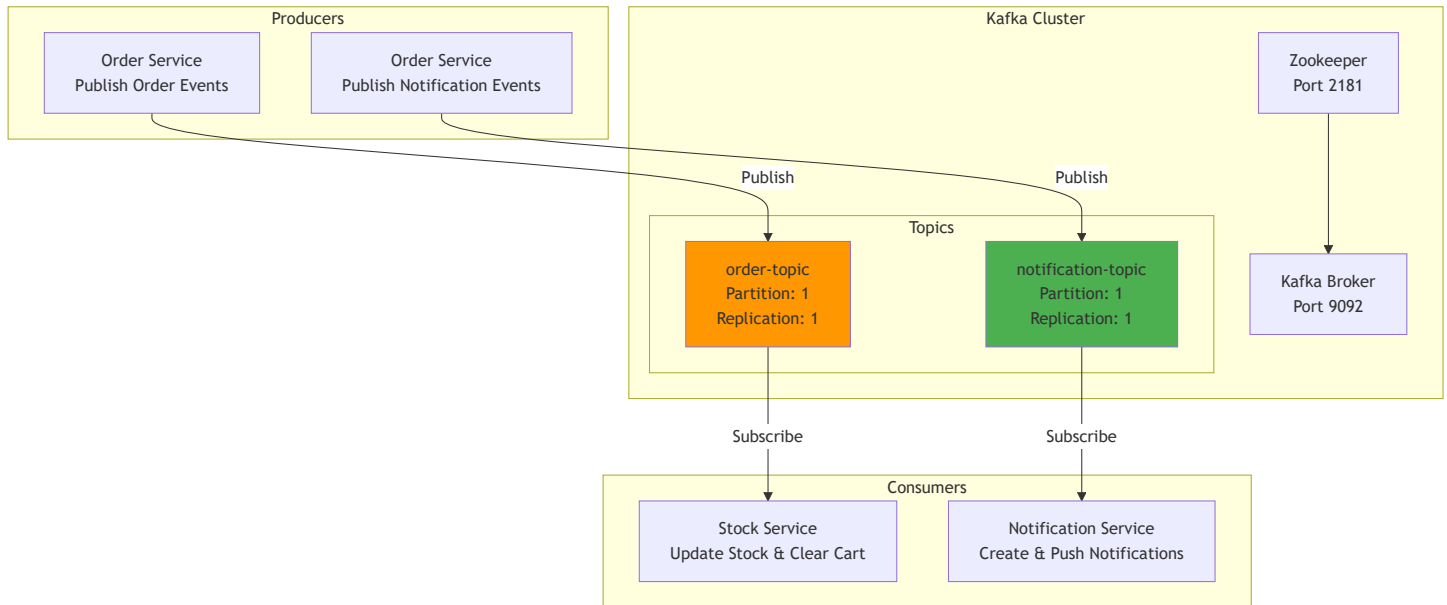 Producers
Order Service
Publish Order Events
Order Service
Publish Notification Events
Kafka Cluster
Zookeeper
Port 2181
Publish
Publish
Topics
order-topic
Partition: 1
Replication: 1
notification-topic
Partition: 1
Replication: 1
Kafka Broker
Port 9092
Subscribe
Subscribe
Consumers
Stock Service
Update Stock & Clear Cart
Notification Service
Create & Push Notifications